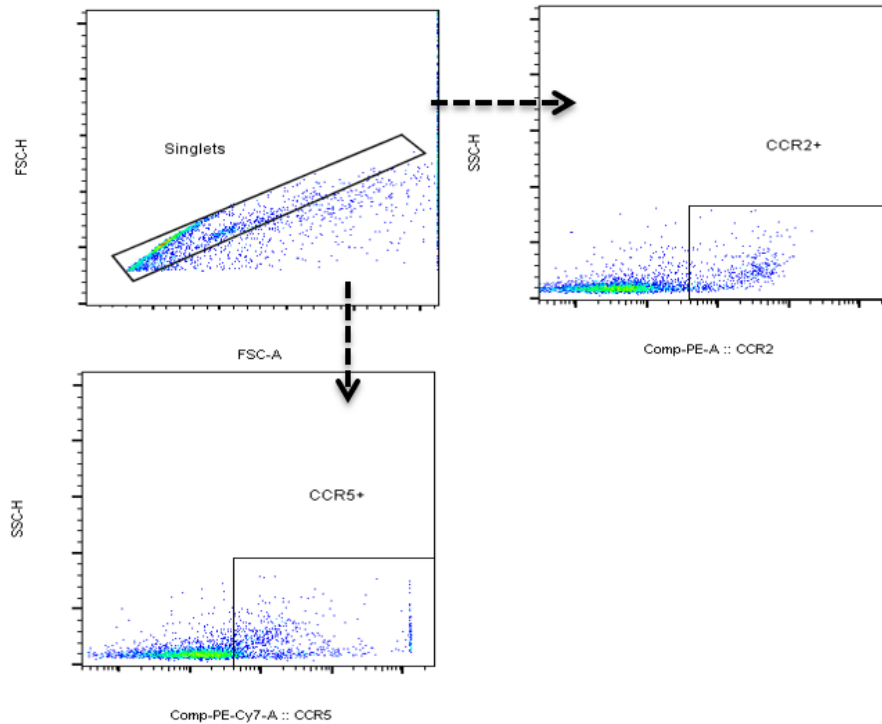 FSC-H
Singlets
FSC-A
SSC-H
CCR2+
Comp-PE-A :: CCR2
SSC-H
CCR5+
Comp-PE-Cy7-A :: CCR5